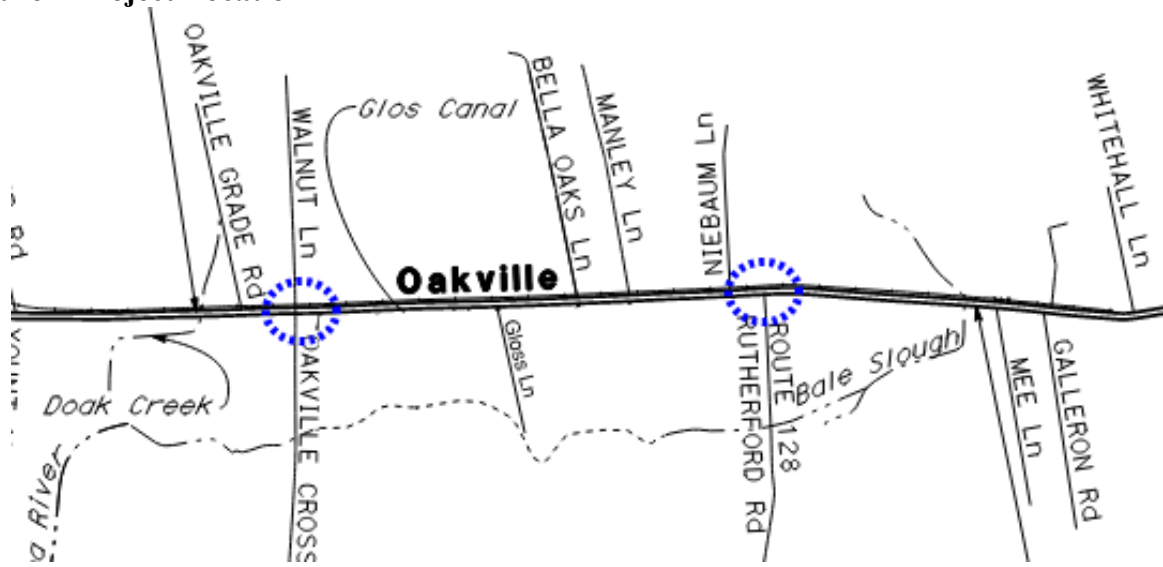 OAKVILLE GRADE Rd
WALNUT Ln
Glos Canal
BELLA OAKS Ln
MANLEY Ln
NIEBAUM Ln
WHITEHALL Ln
Rd
Oakville
OAKVILLE CROSS
Gloss Ln
RUTHERFORD Rd
ROUTE 128
Bale Slough
MEE Ln
GALLERON Rd
Doak Creek
River